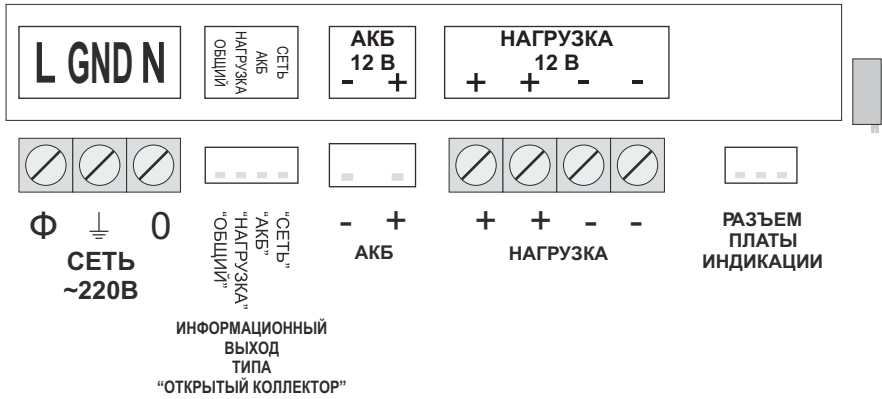 L GND N
СЕТЬ
АКБ
НАГРУЗКА
ОБЩИЙ
АКБ
12 В
- +
НАГРУЗКА
12 В
+ + - -
Ф 0
СЕТЬ
~220В
“СЕТЬ”
“АКБ”
“НАГРУЗКА”
“ОБЩИЙ”
ИНФОРМАЦИОННЫЙ
ВЫХОД
ТИПА
“ОТКРЫТЫЙ КОЛЛЕКТОР”
- +
АКБ
+ + - -
НАГРУЗКА
РАЗЪЕМ
ПЛАТЫ
ИНДИКАЦИИ